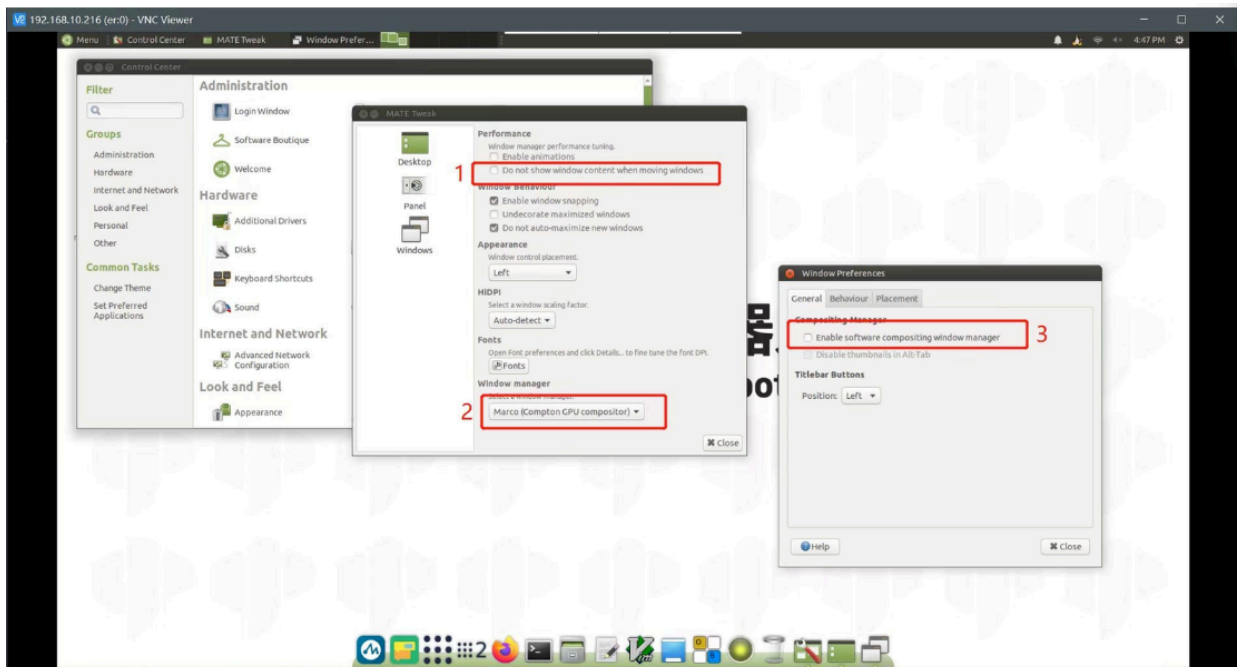 192.168.10.216 (er:0) - VNC Viewer
Menu Control Center MATE Tweak Window Prefer... 4:47 PM
Control Center
Filter
Groups
Administration
Hardware
Internet and Network
Look and Feel
Personal
Other
Common Tasks
Change Theme
Set Preferred
Applications
Administration
Login Window
Software Boutique
Welcome
Hardware
Additional Drivers
Disks
Keyboard Shortcuts
Sound
Internet and Network
Advanced Network
Configuration
Look and Feel
Appearance
MATE Tweak
Desktop
Panel
Windows
Performance
Window manager performance tuning.
Enable animations
1 Do not show window content when moving windows
Window Behaviour
Enable window snapping
Undecorate maximized windows
Do not auto-maximize new windows
Appearance
Window control placement.
Left
HiDPI
Select a window scaling factor.
Auto-detect
Fonts
Open Font preferences and click Details... to fine tune the font DPI.
Fonts
Window manager
Select a window manager.
2 Marco (Compton GPU compositor)
Close
Window Preferences
General Behaviour Placement
Compositing Manager
Enable software compositing window manager 3
Disable thumbnails in Alt-Tab
Titlebar Buttons
Position: Left
Help Close
2